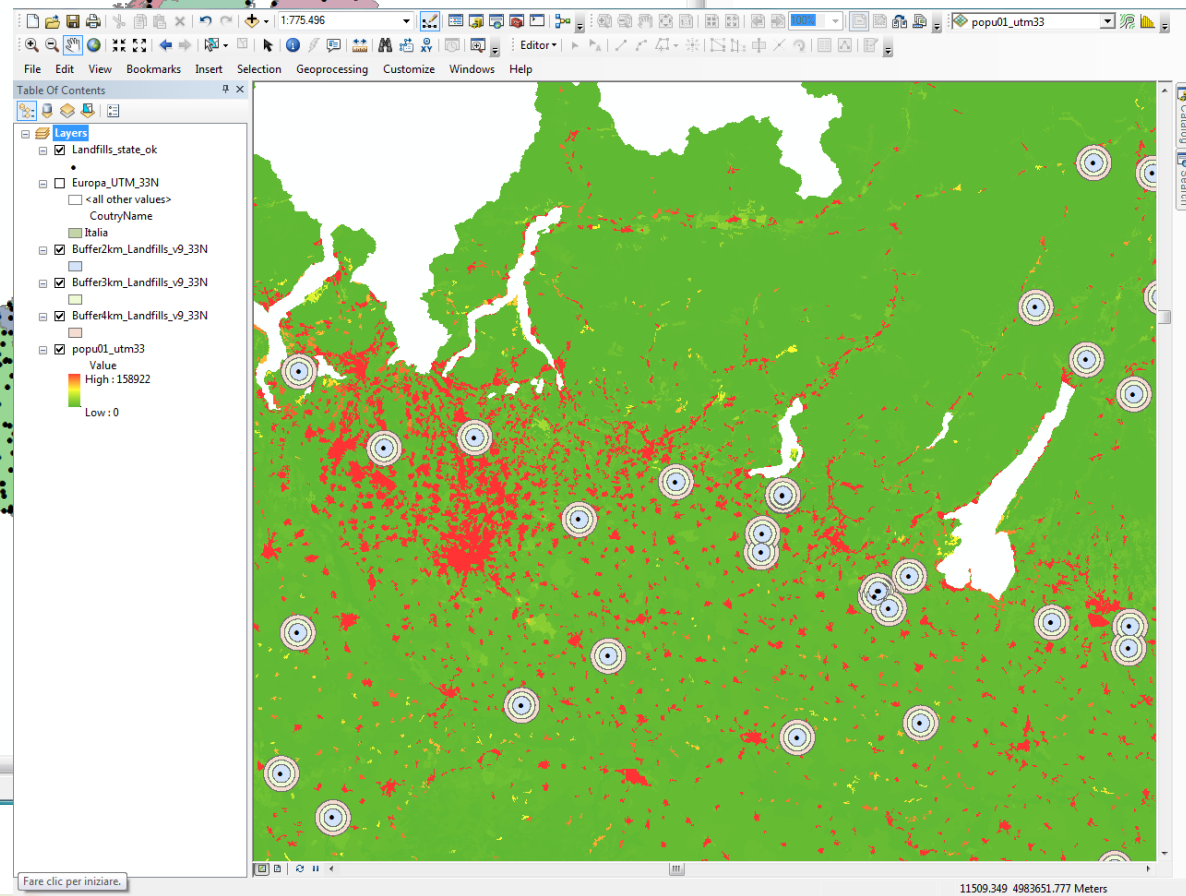 1:775.496
100%
popu01_utm33
Editor
File Edit View Bookmarks Insert Selection Geoprocessing Customize Windows Help
Table Of Contents
Layers
Landfills_state_ok
Europa_UTM_33N
<all other values>
CoutryName
Italia
Buffer2km_Landfills_v9_33N
Buffer3km_Landfills_v9_33N
Buffer4km_Landfills_v9_33N
popu01_utm33
Value
High : 158922
Low : 0
Catalog
Search
Fare clic per iniziare.
11509.349 4983651.777 Meters